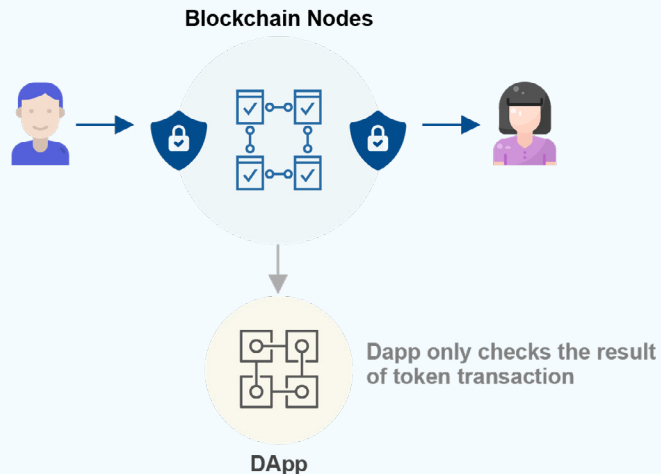 Blockchain Nodes
Dapp only checks the result
of token transaction
DApp